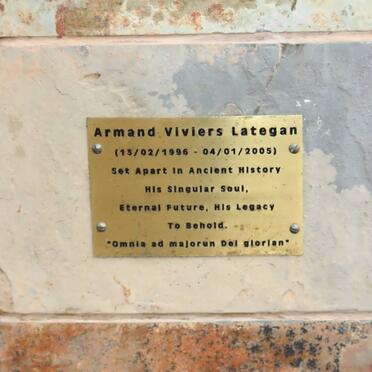 Armand Viviers Lategan
(13/02/1996 - 04/01/2005)
Set Apart In Ancient History
His Singular Soul,
Eternal Future, His Legacy
To Behold.
"Omnia ad majorun Dei glorian"